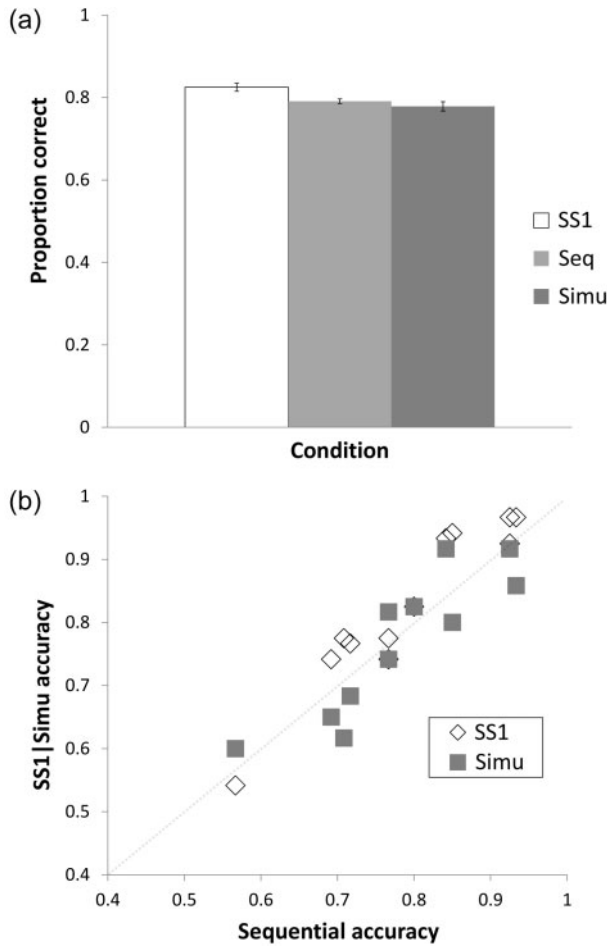 (a)
1
0.8
0.6
0.4
0.2
0
Proportion correct
Condition
SS1
Seq
Simu
(b)
1
0.9
0.8
0.7
0.6
0.5
0.4
SS1|Simu accuracy
SS1
Simu
0.4 0.5 0.6 0.7 0.8 0.9 1
Sequential accuracy